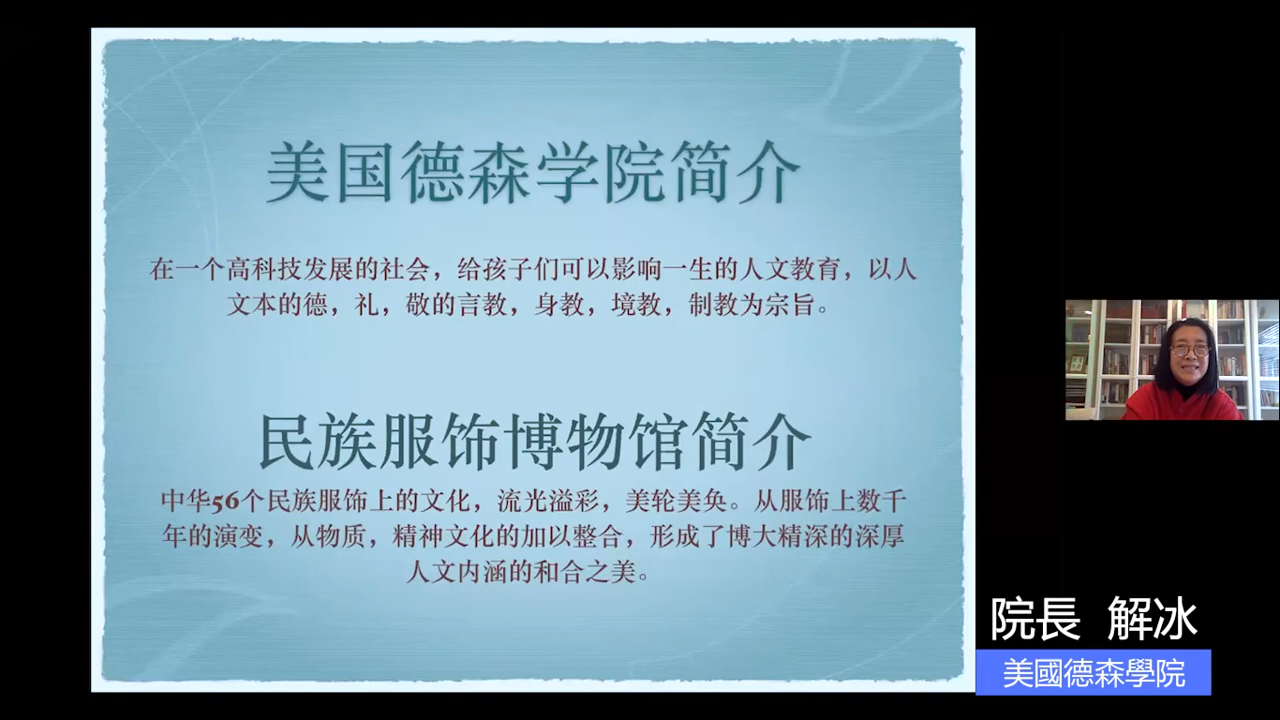 美国德森学院简介
在一个高科技发展的社会，给孩子们可以影响一生的人文教育，以人
文本的德，礼，敬的言教，身教，境教，制教为宗旨。
民族服饰博物馆简介
中华56个民族服饰上的文化，流光溢彩，美轮美奂。从服饰上数千
年的演变，从物质，精神文化的加以整合，形成了博大精深的深厚
人文内涵的和合之美。
院長 解冰
美國德森學院